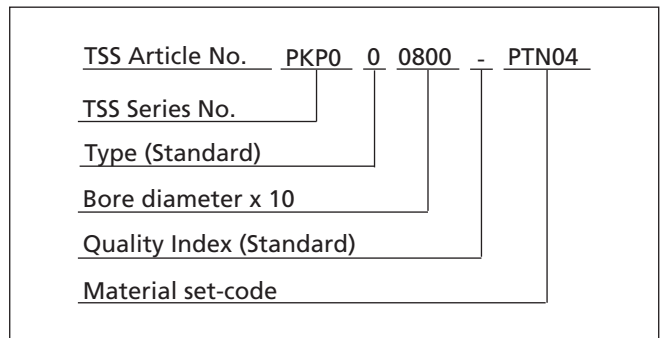 TSS Article No. PKP0 0 0800 - PTN04
TSS Series No.
Type (Standard)
Bore diameter x 10
Quality Index (Standard)
Material set-code